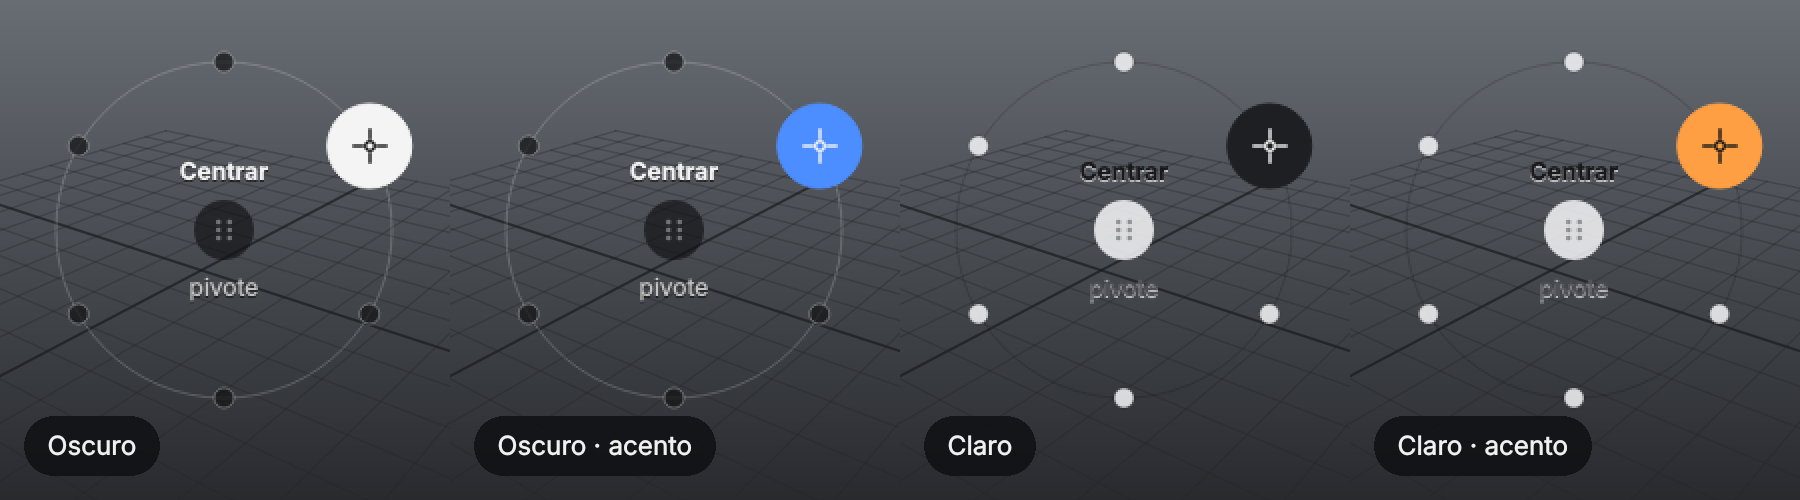 Centrar
pivote
Oscuro
Centrar
pivote
Oscuro · acento
Centrar
pivote
Claro
Centrar
pivote
Claro · acento